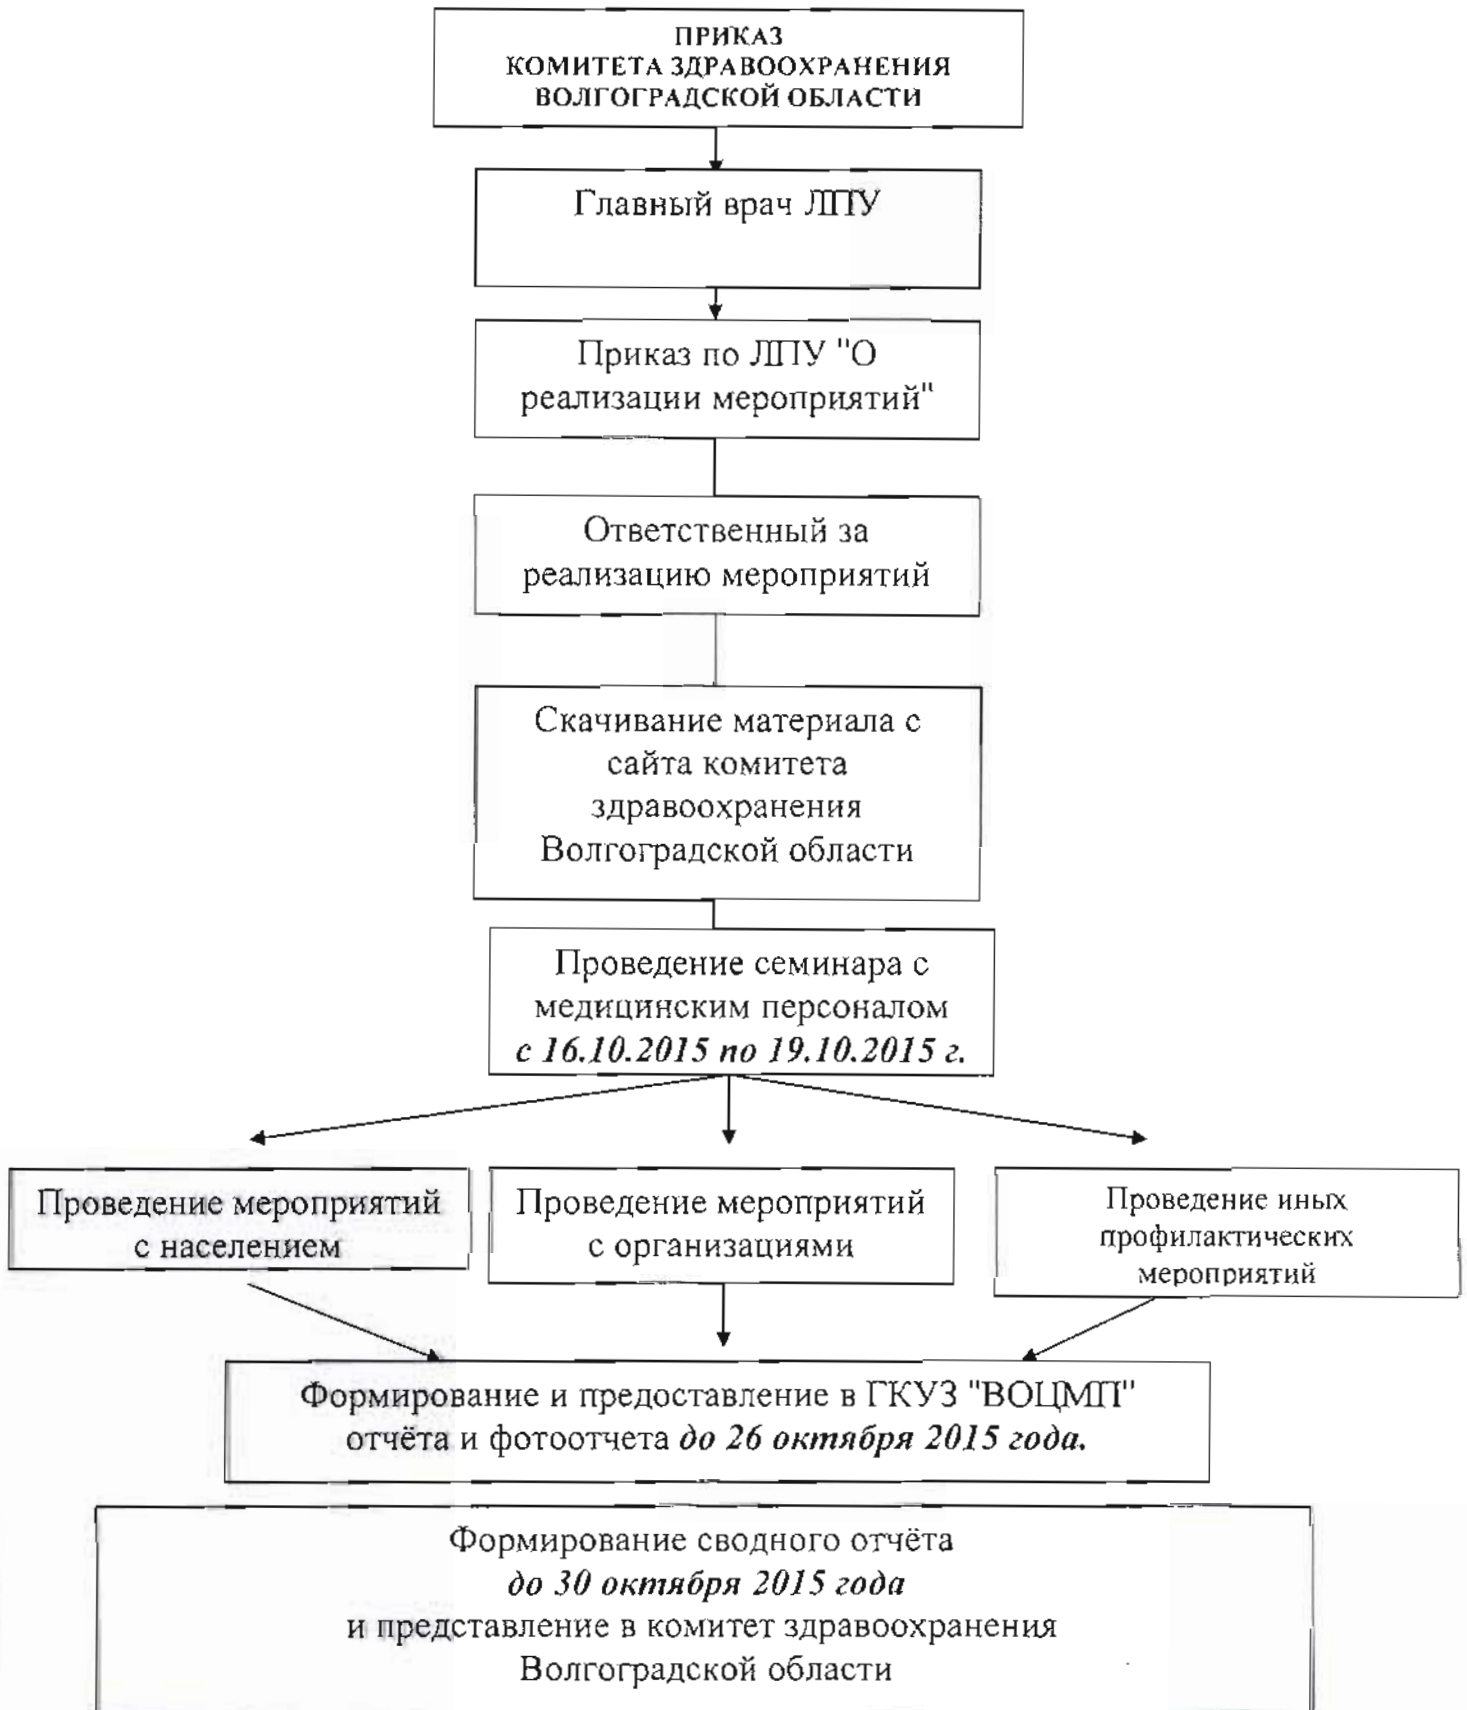 ПРИКАЗ
КОМИТЕТА ЗДРАВООХРАНЕНИЯ
ВОЛГОГРАДСКОЙ ОБЛАСТИ
Главный врач ЛПУ
Приказ по ЛПУ "О
реализации мероприятий"
Ответственный за
реализацию мероприятий
Скачивание материала с
сайта комитета
здравоохранения
Волгоградской области
Проведение семинара с
медицинским персоналом
с 16.10.2015 по 19.10.2015 г.
Проведение мероприятий
с населением
Проведение мероприятий
с организациями
Проведение иных
профилактических
мероприятий
Формирование и предоставление в ГКУЗ "ВОЦМП"
отчёта и фотоотчета до 26 октября 2015 года.
Формирование сводного отчёта
до 30 октября 2015 года
и представление в комитет здравоохранения
Волгоградской области